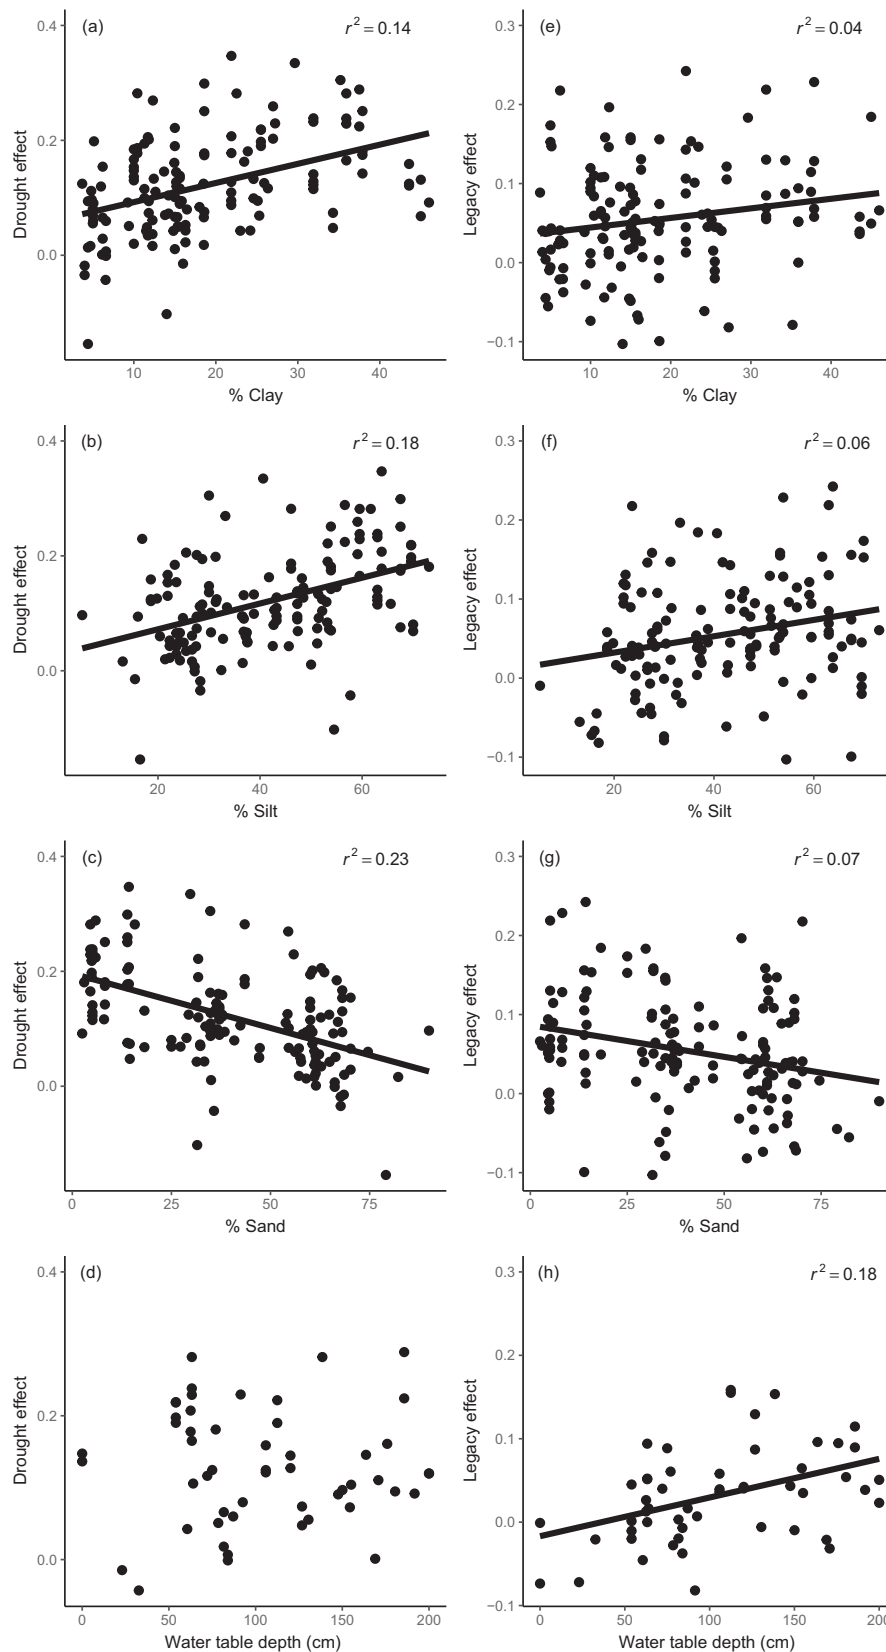 (a)
r² = 0.14
0.4
0.2
0.0
Drought effect
10 20 30 40
% Clay
(e)
r² = 0.04
0.3
0.2
0.1
0.0
−0.1
Legacy effect
10 20 30 40
% Clay
(b)
r² = 0.18
0.4
0.2
0.0
Drought effect
20 40 60
% Silt
(f)
r² = 0.06
0.3
0.2
0.1
0.0
−0.1
Legacy effect
20 40 60
% Silt
(c)
r² = 0.23
0.4
0.2
0.0
Drought effect
0 25 50 75
% Sand
(g)
r² = 0.07
0.3
0.2
0.1
0.0
−0.1
Legacy effect
0 25 50 75
% Sand
(d)
0.4
0.2
0.0
Drought effect
0 50 100 150 200
Water table depth (cm)
(h)
r² = 0.18
0.3
0.2
0.1
0.0
−0.1
Legacy effect
0 50 100 150 200
Water table depth (cm)